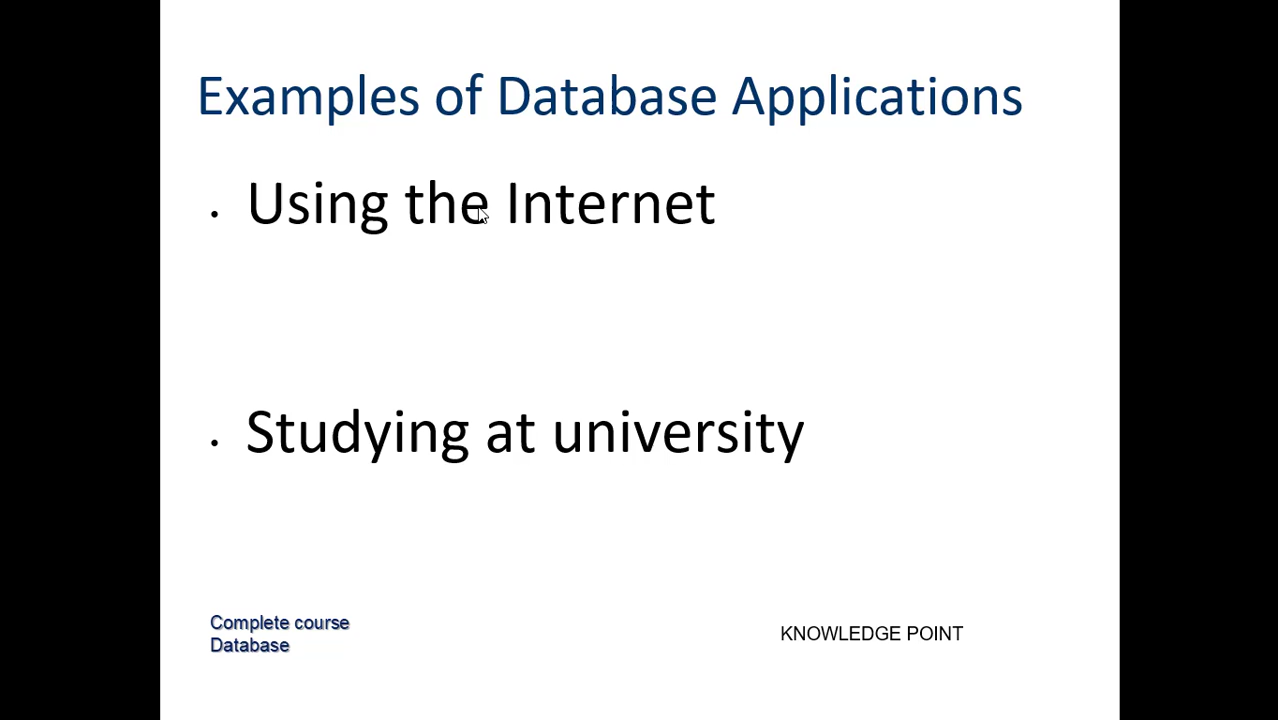 Examples of Database Applications
• Using the Internet
• Studying at university
Complete course
Database
KNOWLEDGE POINT